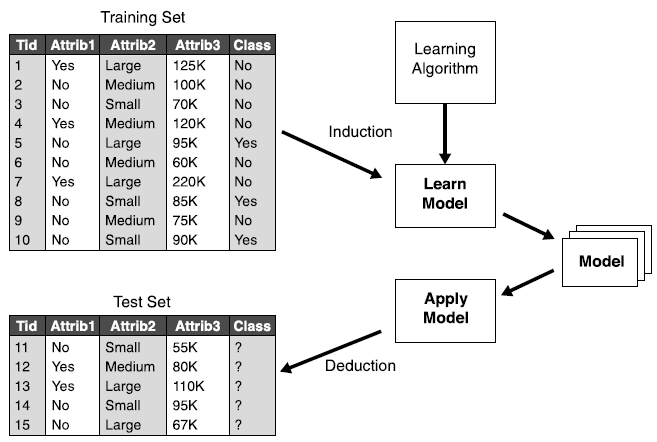 Training Set
Tid Attrib1 Attrib2 Attrib3 Class
1 Yes Large 125K No
2 No Medium 100K No
3 No Small 70K No
4 Yes Medium 120K No
5 No Large 95K Yes
6 No Medium 60K No
7 Yes Large 220K No
8 No Small 85K Yes
9 No Medium 75K No
10 No Small 90K Yes
Learning
Algorithm
Induction
Learn
Model
Model
Apply
Model
Deduction
Test Set
Tid Attrib1 Attrib2 Attrib3 Class
11 No Small 55K ?
12 Yes Medium 80K ?
13 Yes Large 110K ?
14 No Small 95K ?
15 No Large 67K ?